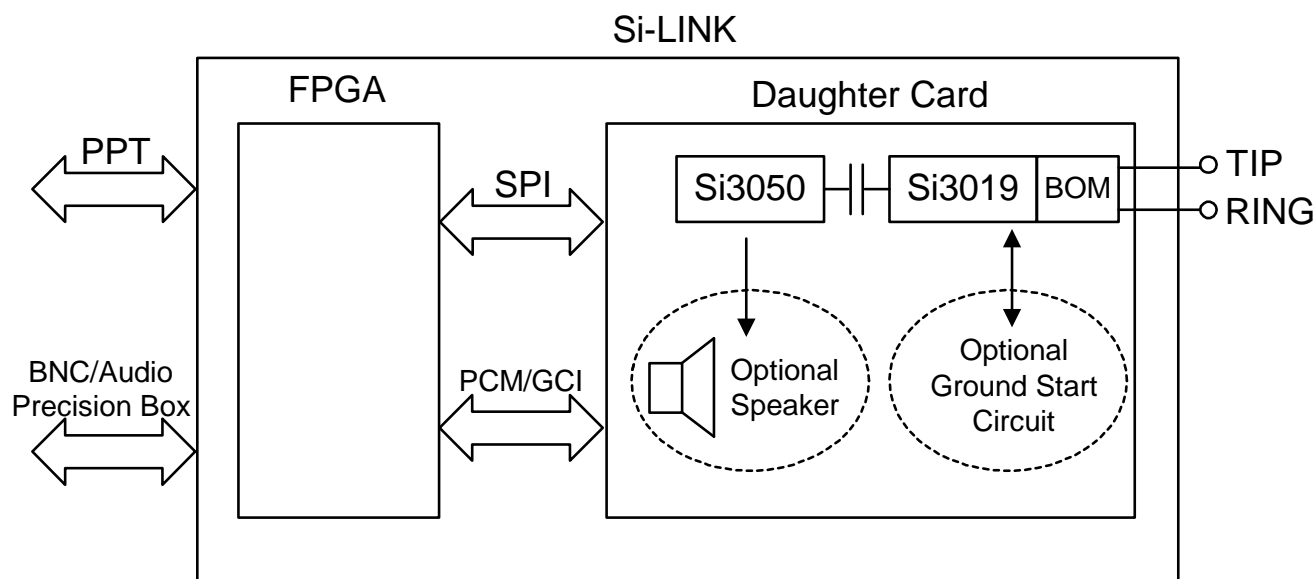 Si-LINK
FPGA
Daughter Card
PPT
SPI
Si3050
Si3019
BOM
TIP
RING
BNC/Audio
Precision Box
PCM/GCI
Optional
Speaker
Optional
Ground Start
Circuit